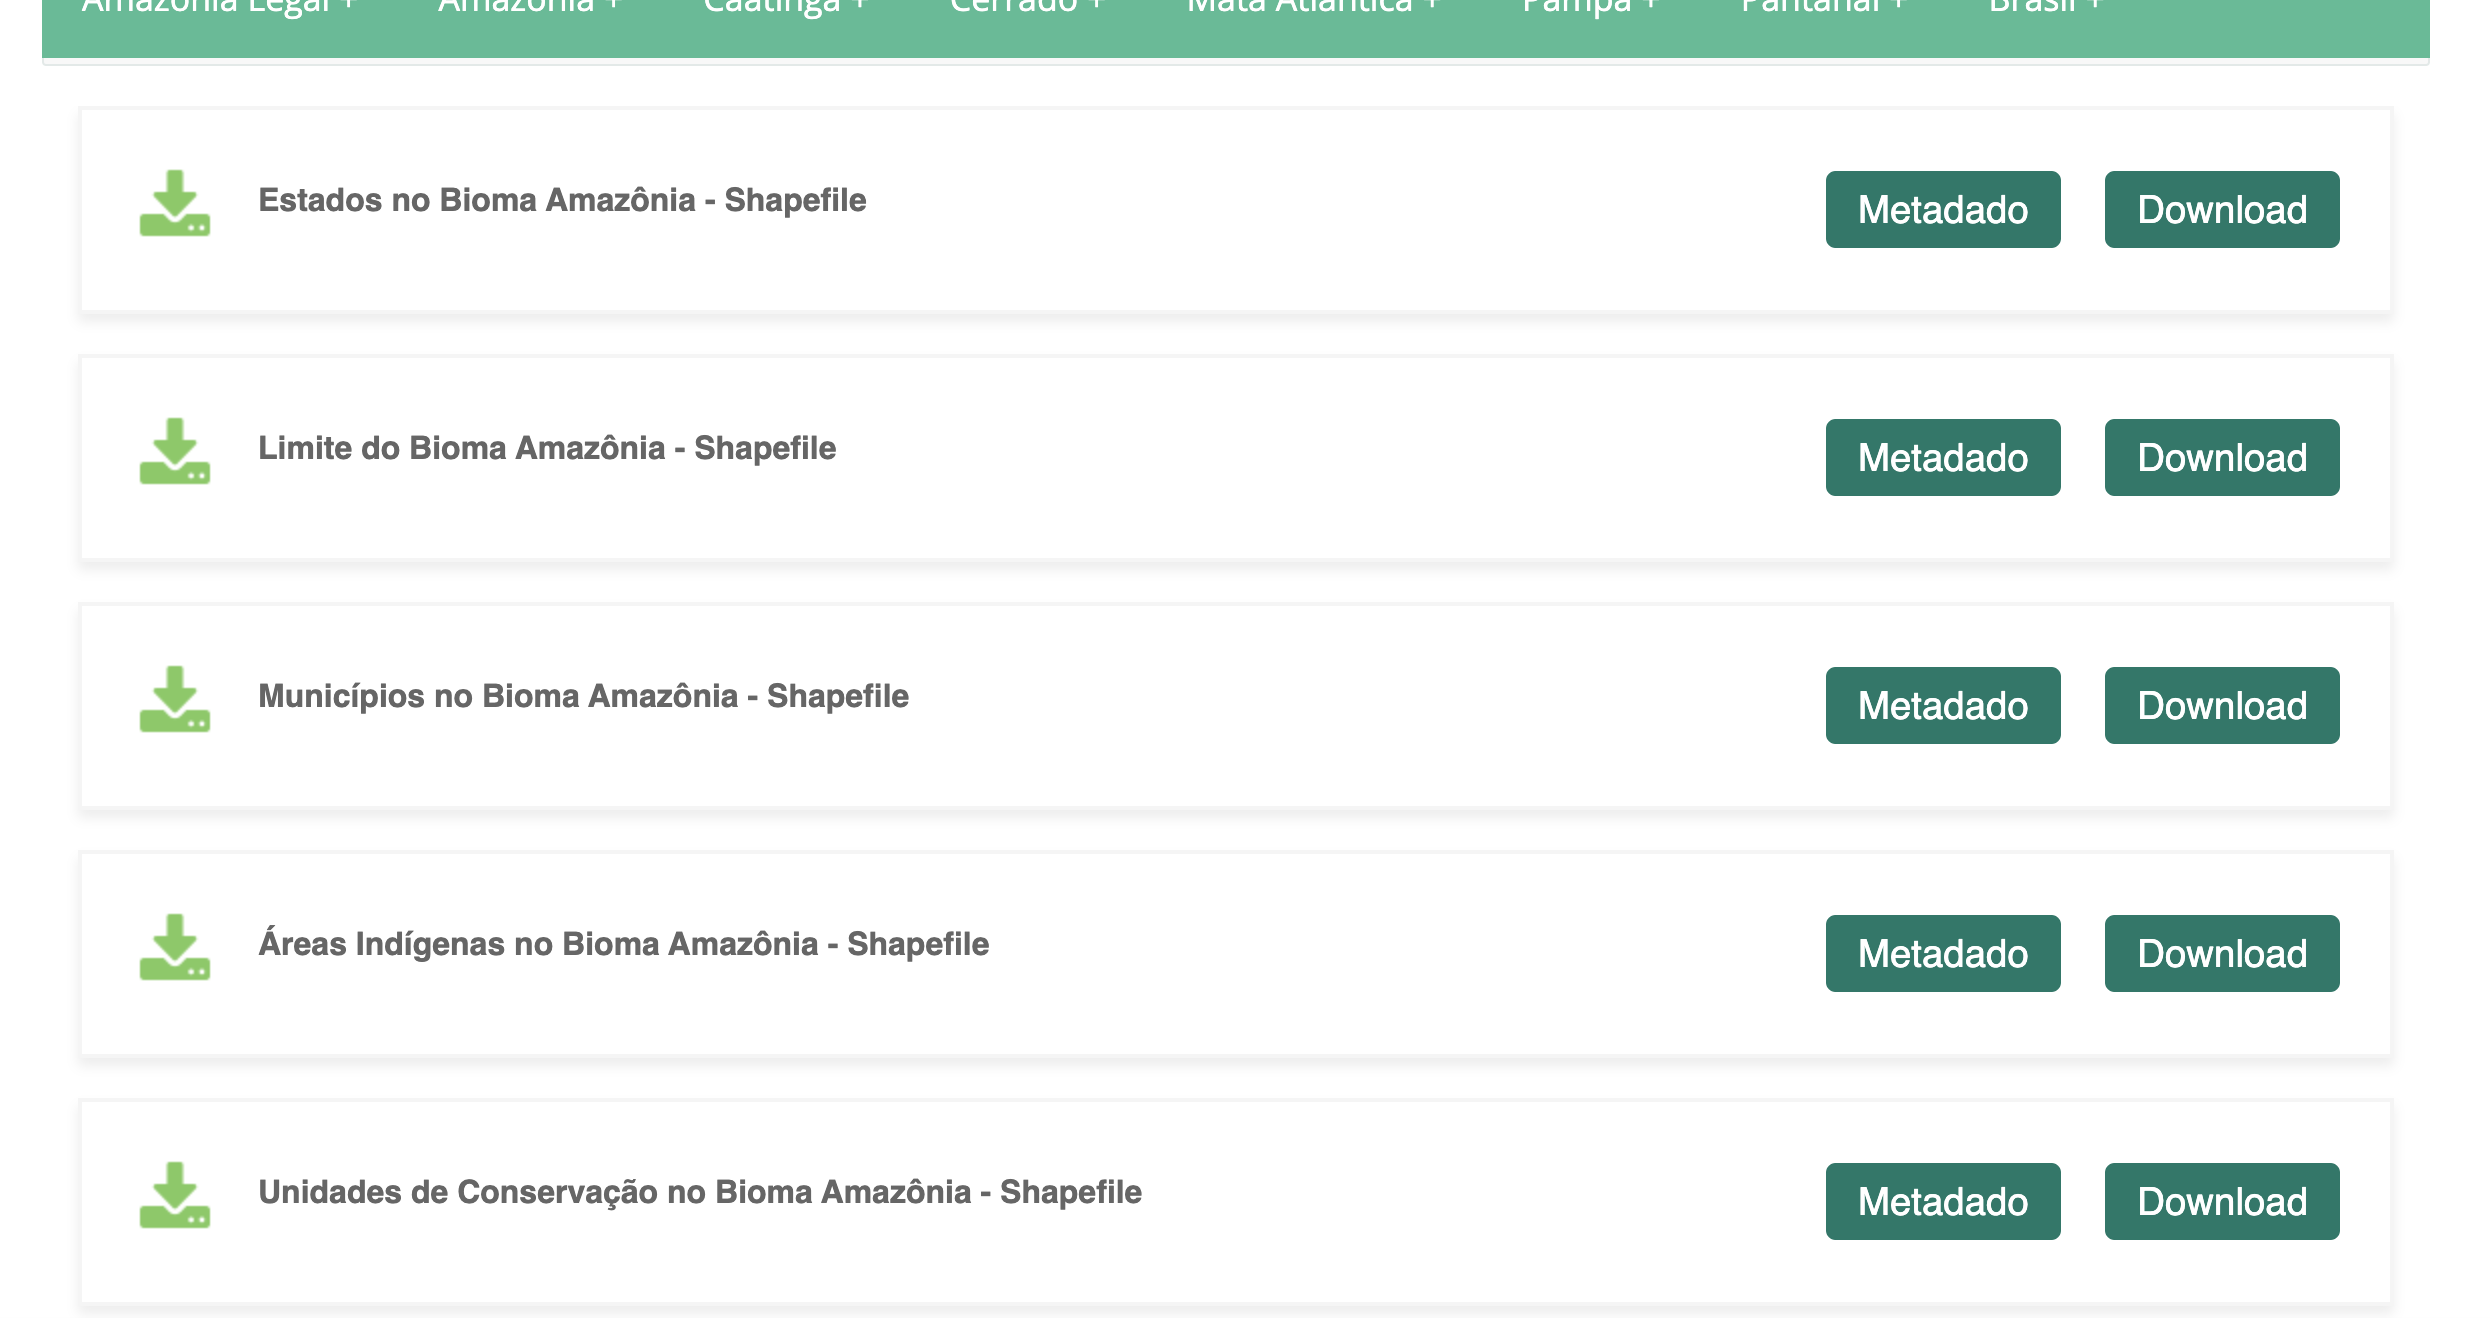 Amazônia Legal + Amazônia + Caatinga + Cerrado + Mata Atlântica + Pampa + Pantanal + Brasil +
Estados no Bioma Amazônia - Shapefile Metadado Download
Limite do Bioma Amazônia - Shapefile Metadado Download
Municípios no Bioma Amazônia - Shapefile Metadado Download
Áreas Indígenas no Bioma Amazônia - Shapefile Metadado Download
Unidades de Conservação no Bioma Amazônia - Shapefile Metadado Download